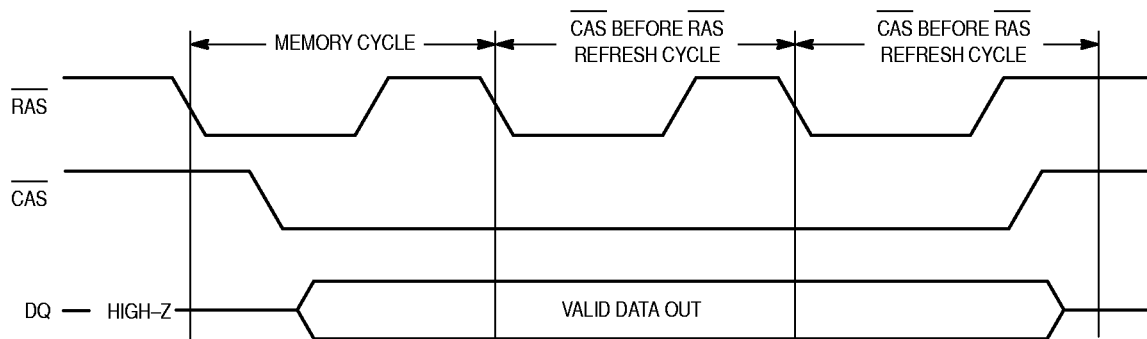 MEMORY CYCLE
CAS BEFORE RAS
REFRESH CYCLE
CAS BEFORE RAS
REFRESH CYCLE
RAS
CAS
DQ
HIGH–Z
VALID DATA OUT